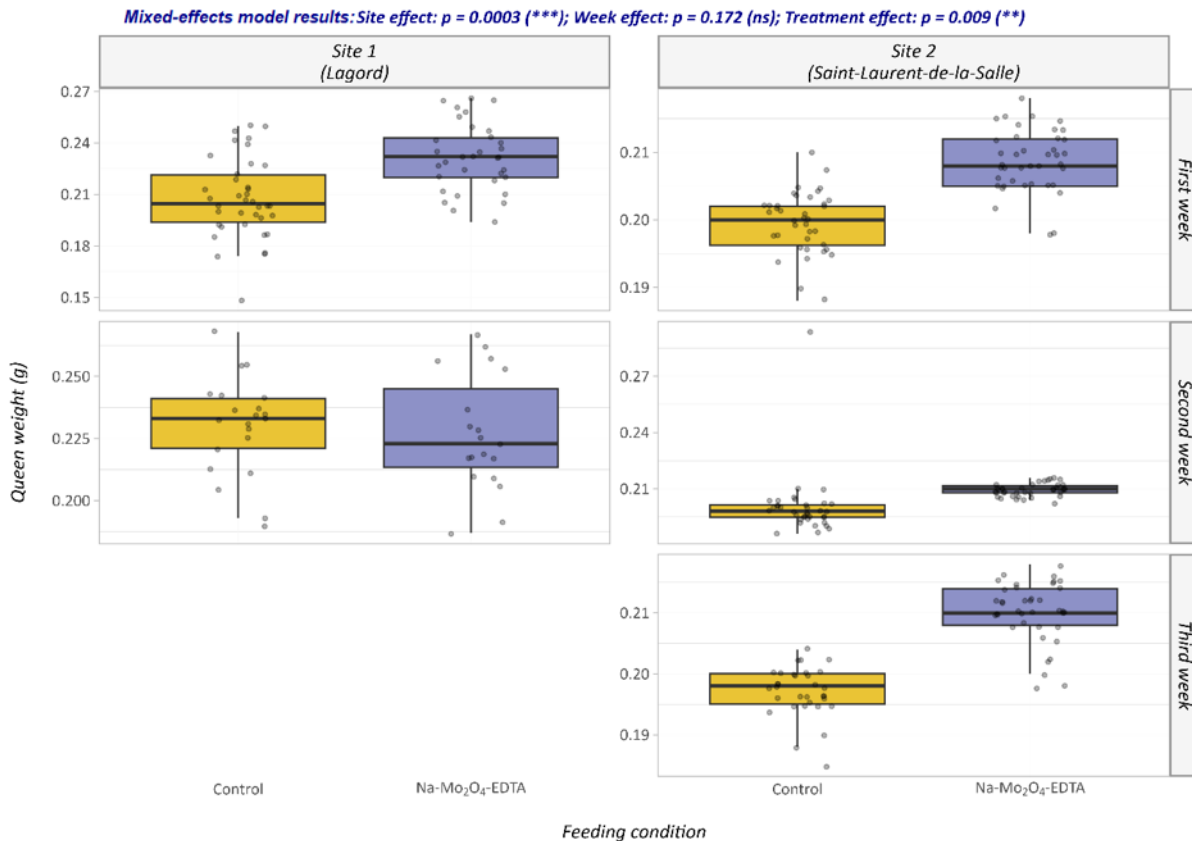 Mixed-effects model results: Site effect: p = 0.0003 (***); Week effect: p = 0.172 (ns); Treatment effect: p = 0.009 (**)
Site 1
(Lagord)
Site 2
(Saint-Laurent-de-la-Salle)
0.27
0.24
0.21
0.18
0.15
0.21
0.20
0.19
First week
Queen weight (g)
0.250
0.225
0.200
0.27
0.24
0.21
Second week
0.21
0.20
0.19
Third week
Control
Na-Mo₂O₄-EDTA
Control
Na-Mo₂O₄-EDTA
Feeding condition